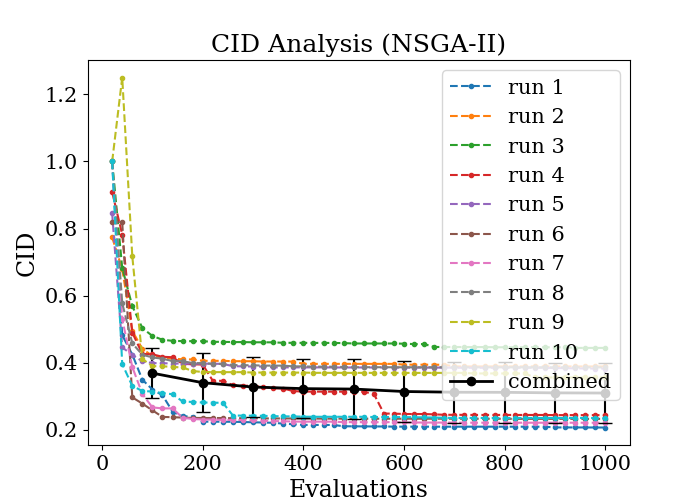 CID Analysis (NSGA-II)
CID
1.2
1.0
0.8
0.6
0.4
0.2
0
200
400
600
800
1000
Evaluations
run 1
run 2
run 3
run 4
run 5
run 6
run 7
run 8
run 9
run 10
combined